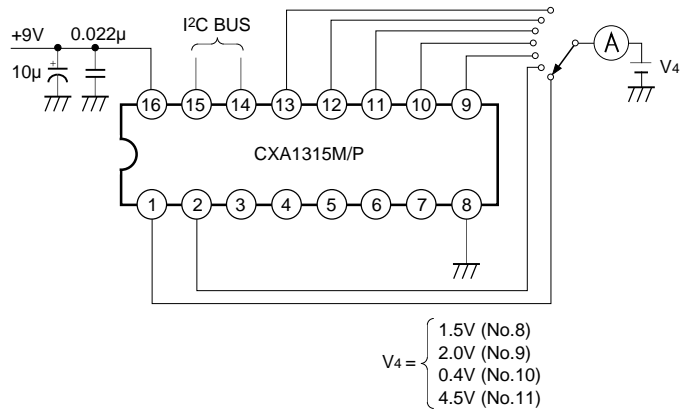 I²C BUS
+9V
0.022µ
10µ
+
A
V4
16 15 14 13 12 11 10 9
CXA1315M/P
1 2 3 4 5 6 7 8
V4 =
1.5V (No.8)
2.0V (No.9)
0.4V (No.10)
4.5V (No.11)